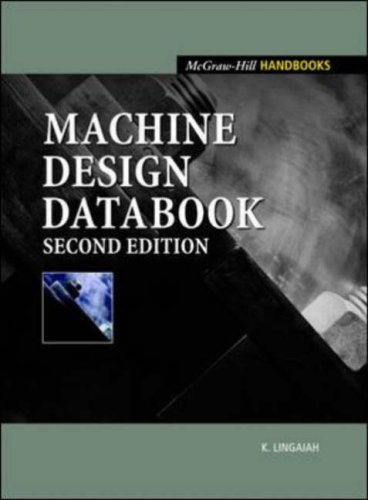 McGraw-Hill HANDBOOKS
MACHINE
DESIGN
DATABOOK
SECOND EDITION
K. LINGAIAH